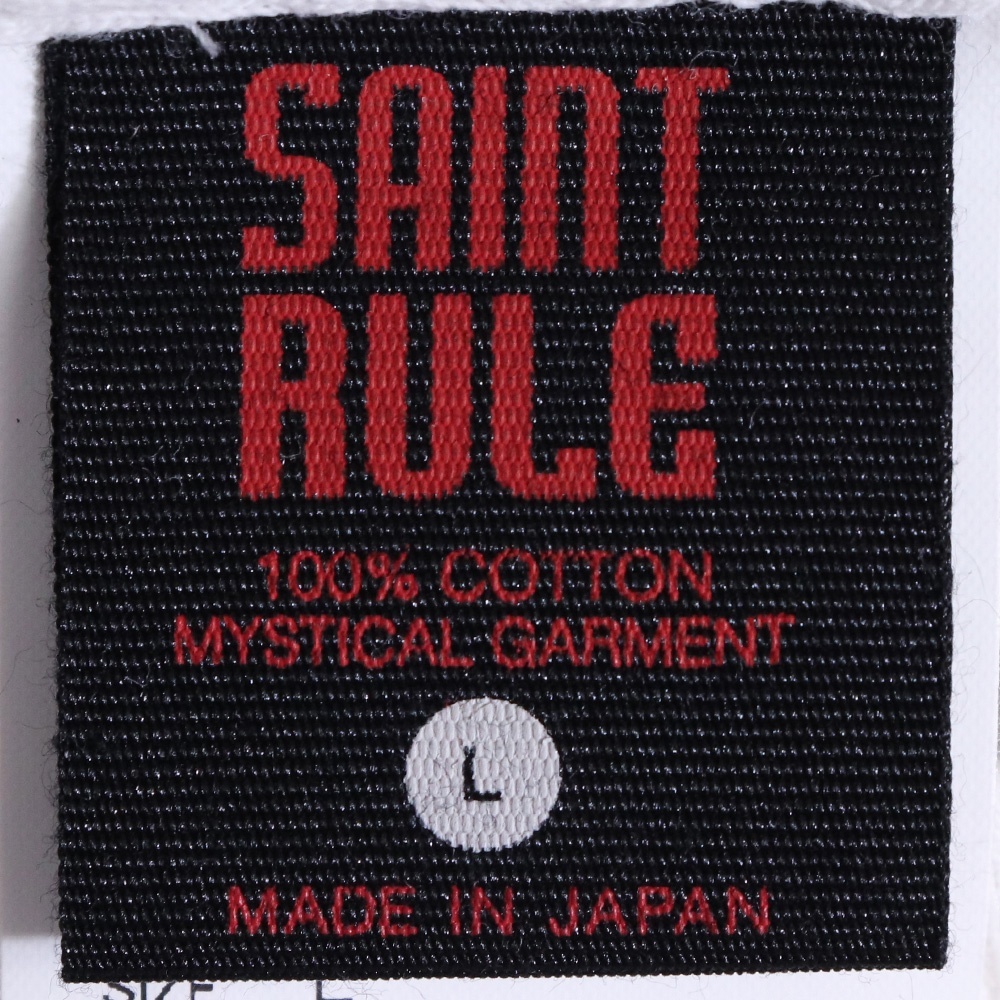 SAINT
RULE
100% COTTON
MYSTICAL GARMENT
L
MADE IN JAPAN